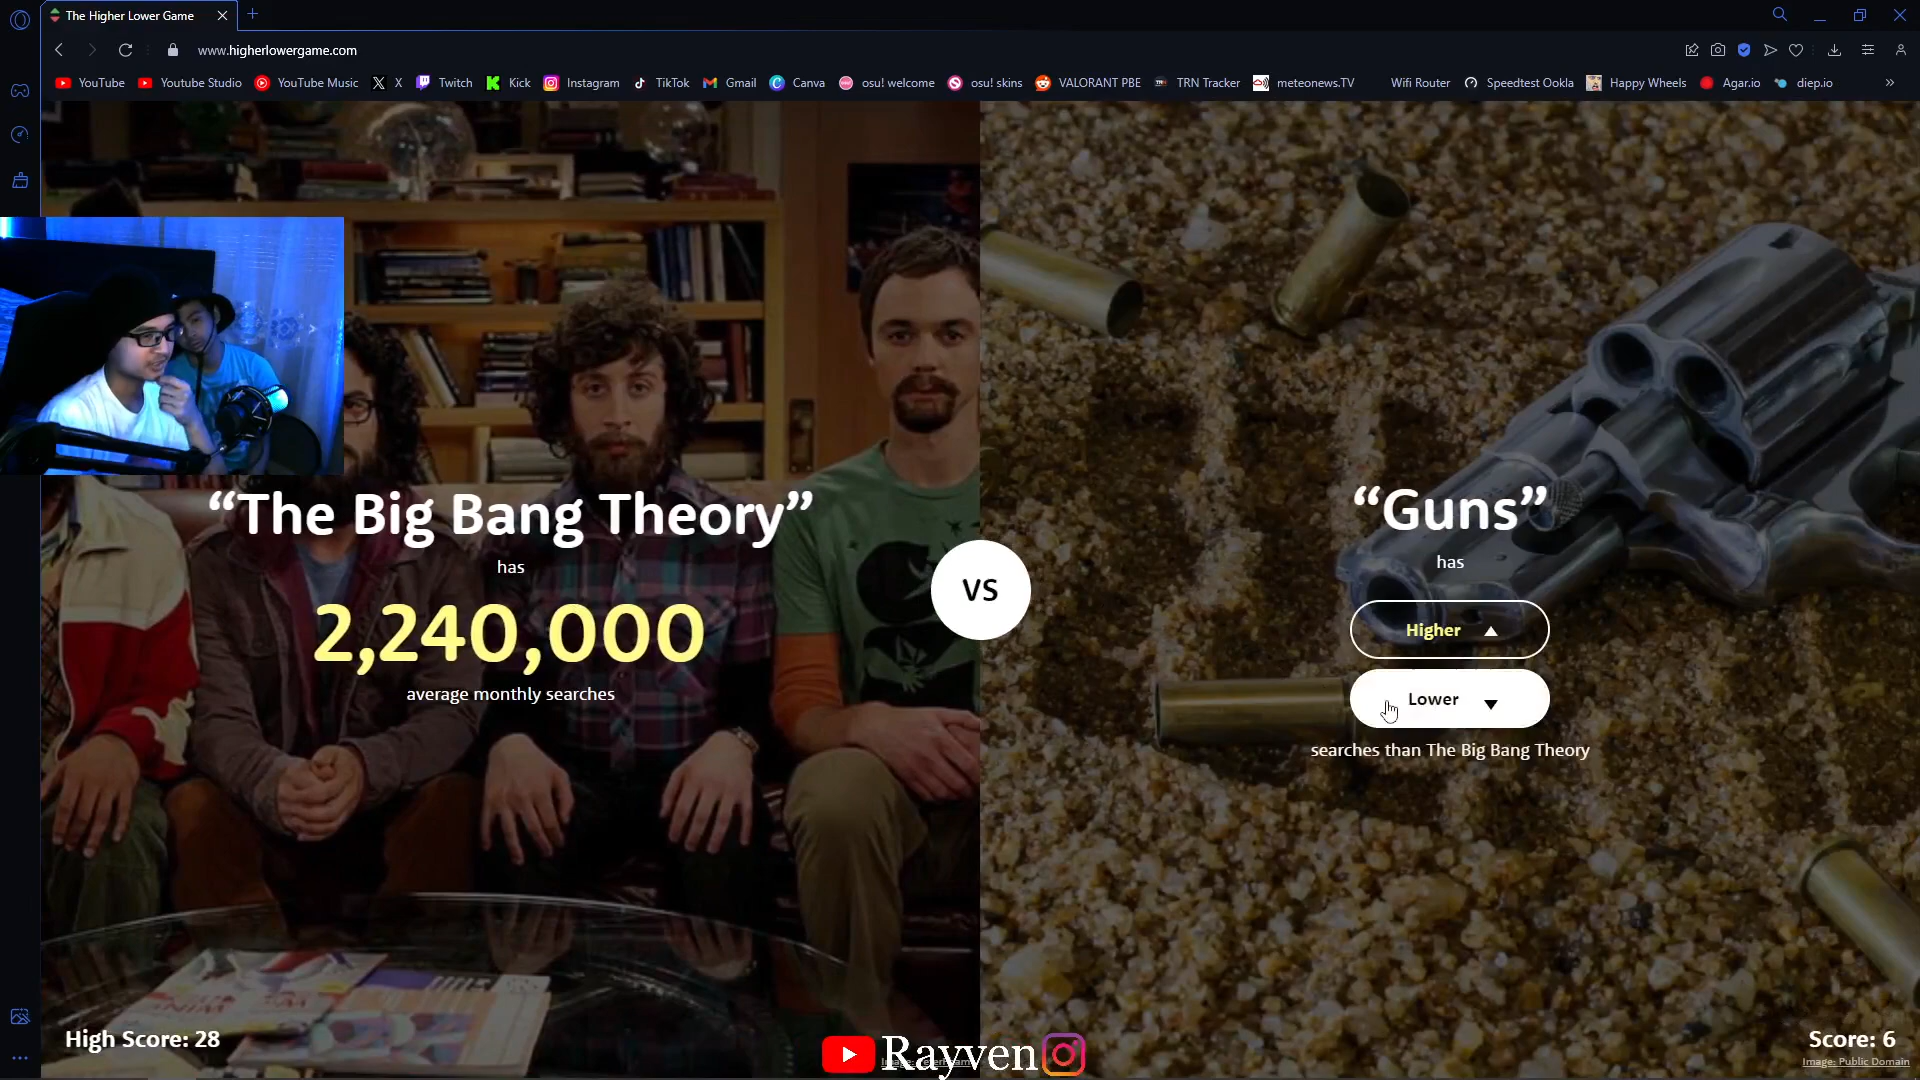 The Higher Lower Game
www.higherlowergame.com
YouTube
Youtube Studio
YouTube Music
X
Twitch
Kick
Instagram
TikTok
Gmail
Canva
osu! welcome
osu! skins
VALORANT PBE
TRN Tracker
meteonews.TV
Wifi Router
Speedtest Ookla
Happy Wheels
Agar.io
diep.io
“The Big Bang Theory”
has
2,240,000
average monthly searches
VS
“Guns”
has
Higher
Lower
searches than The Big Bang Theory
High Score: 28
Rayven
Score: 6
Image: Public Domain